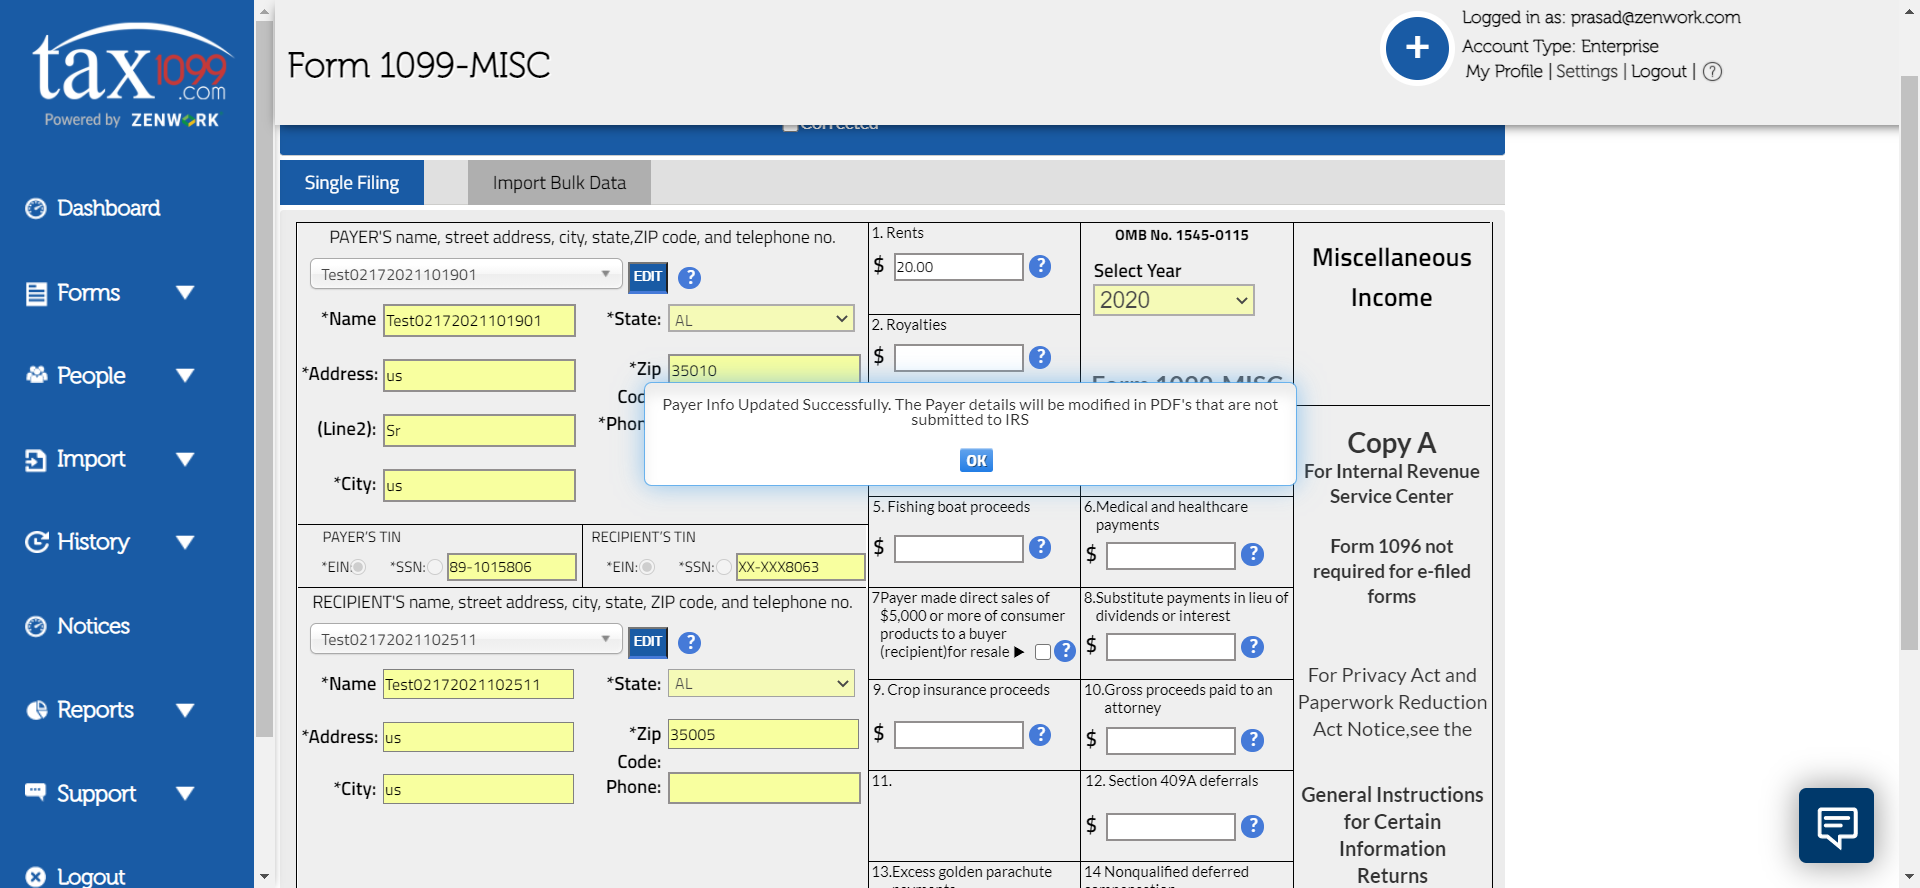 tax1099.com
Powered by ZENWORK
Dashboard
Forms
People
Import
History
Notices
Reports
Support
Logout
Form 1099-MISC
+
Logged in as: prasad@zenwork.com
Account Type: Enterprise
My Profile | Settings | Logout | ?
Corrected
Single Filing
Import Bulk Data
PAYER'S name, street address, city, state,ZIP code, and telephone no.
Test02172021101901
EDIT ?
*Name Test02172021101901
*State: AL
*Address: us
*Zip 35010
(Line2): Sr
*City: us
PAYER'S TIN
*EIN: *SSN: 89-1015806
RECIPIENT'S TIN
*EIN: *SSN: XX-XXX8063
RECIPIENT'S name, street address, city, state, ZIP code, and telephone no.
Test02172021102511
EDIT ?
*Name Test02172021102511
*State: AL
*Address: us
*Zip 35005
Code:
*City: us
Phone:
1. Rents
$ 20.00 ?
2. Royalties
$ ?
OMB No. 1545-0115
Select Year
2020
Form 1099-MISC
Payer Info Updated Successfully. The Payer details will be modified in PDF's that are not
submitted to IRS
OK
5. Fishing boat proceeds
$ ?
6.Medical and healthcare
payments
$ ?
7Payer made direct sales of
$5,000 or more of consumer
products to a buyer
(recipient)for resale ▶ ?
8.Substitute payments in lieu of
dividends or interest
$ ?
9. Crop insurance proceeds
$ ?
10.Gross proceeds paid to an
attorney
$ ?
11.
12. Section 409A deferrals
$ ?
13.Excess golden parachute
14 Nonqualified deferred
Miscellaneous
Income
Copy A
For Internal Revenue
Service Center
Form 1096 not
required for e-filed
forms
For Privacy Act and
Paperwork Reduction
Act Notice,see the
General Instructions
for Certain
Information
Returns